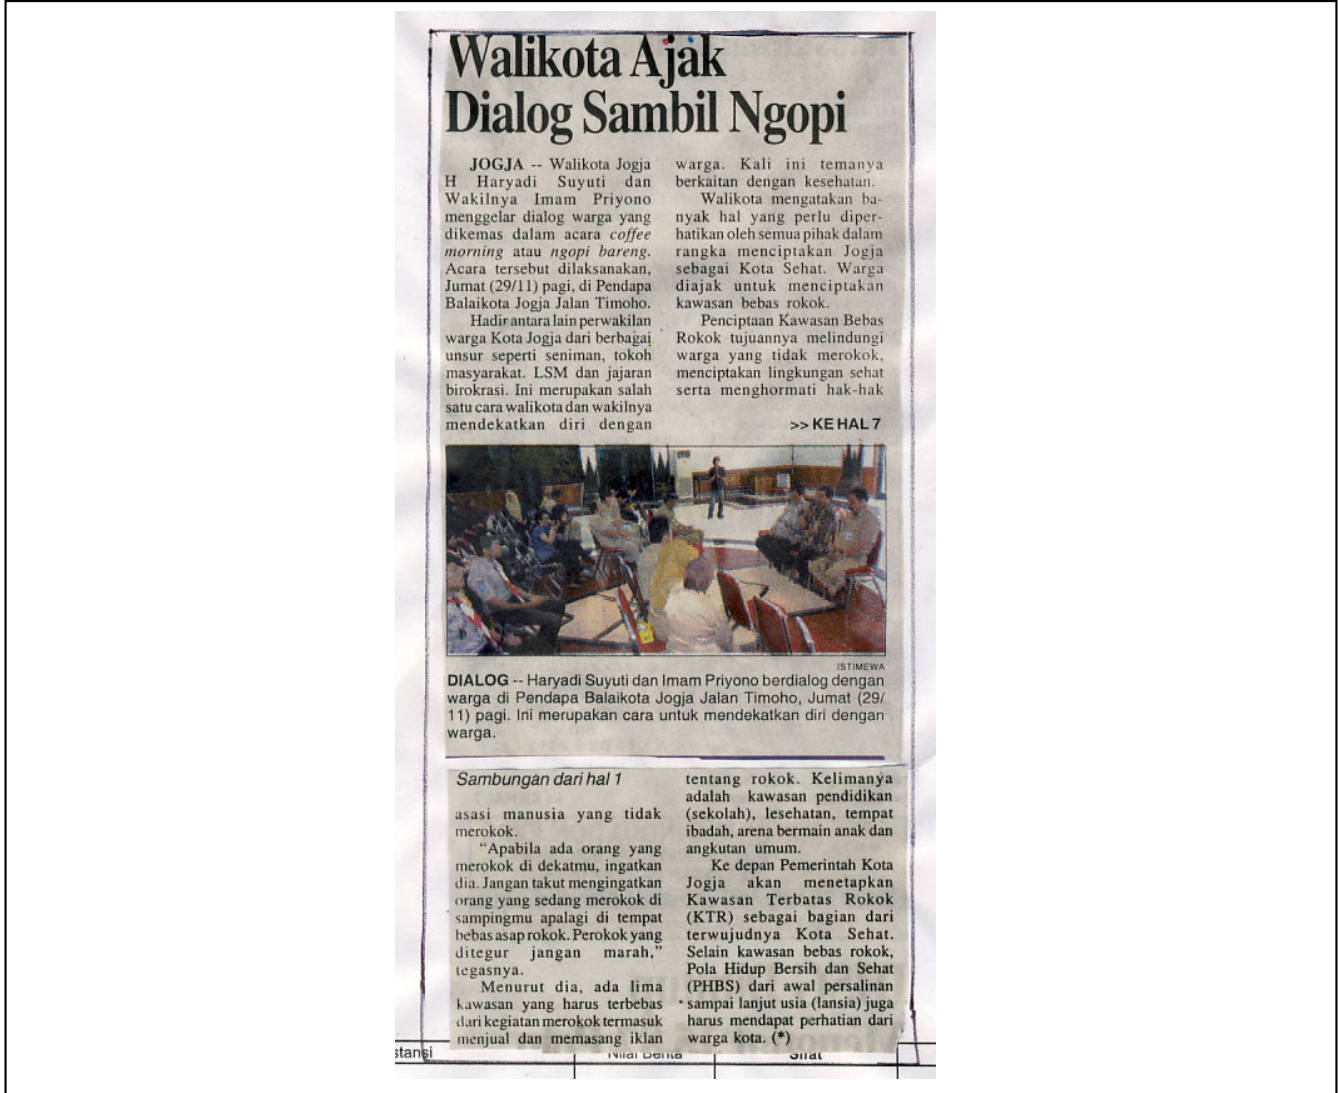 Walikota Ajak
Dialog Sambil Ngopi
JOGJA -- Walikota Jogja
H Haryadi Suyuti dan
Wakilnya Imam Priyono
menggelar dialog warga yang
dikemas dalam acara coffee
morning atau ngopi bareng.
Acara tersebut dilaksanakan,
Jumat (29/11) pagi, di Pendapa
Balaikota Jogja Jalan Timoho.
Hadir antara lain perwakilan
warga Kota Jogja dari berbagai
unsur seperti seniman, tokoh
masyarakat. LSM dan jajaran
birokrasi. Ini merupakan salah
satu cara walikota dan wakilnya
mendekatkan diri dengan
warga. Kali ini temanya
berkaitan dengan kesehatan.
Walikota mengatakan ba-
nyak hal yang perlu diper-
hatikan oleh semua pihak dalam
rangka menciptakan Jogja
sebagai Kota Sehat. Warga
diajak untuk menciptakan
kawasan bebas rokok.
Penciptaan Kawasan Bebas
Rokok tujuannya melindungi
warga yang tidak merokok,
menciptakan lingkungan sehat
serta menghormati hak-hak
>> KE HAL 7
ISTIMEWA
DIALOG -- Haryadi Suyuti dan Imam Priyono berdialog dengan
warga di Pendapa Balaikota Jogja Jalan Timoho, Jumat (29/
11) pagi. Ini merupakan cara untuk mendekatkan diri dengan
warga.
Sambungan dari hal 1
asasi manusia yang tidak
merokok.
“Apabila ada orang yang
merokok di dekatmu, ingatkan
dia. Jangan takut mengingatkan
orang yang sedang merokok di
sampingmu apalagi di tempat
bebas asap rokok. Perokok yang
ditegur jangan marah,”
tegasnya.
Menurut dia, ada lima
kawasan yang harus terbebas
dari kegiatan merokok termasuk
menjual dan memasang iklan
tentang rokok. Kelimanya
adalah kawasan pendidikan
(sekolah), lesehatan, tempat
ibadah, arena bermain anak dan
angkutan umum.
Ke depan Pemerintah Kota
Jogja akan menetapkan
Kawasan Terbatas Rokok
(KTR) sebagai bagian dari
terwujudnya Kota Sehat.
Selain kawasan bebas rokok,
Pola Hidup Bersih dan Sehat
(PHBS) dari awal persalinan
sampai lanjut usia (lansia) juga
harus mendapat perhatian dari
warga kota. (*)
stansi
Nilai Berita
Sifat